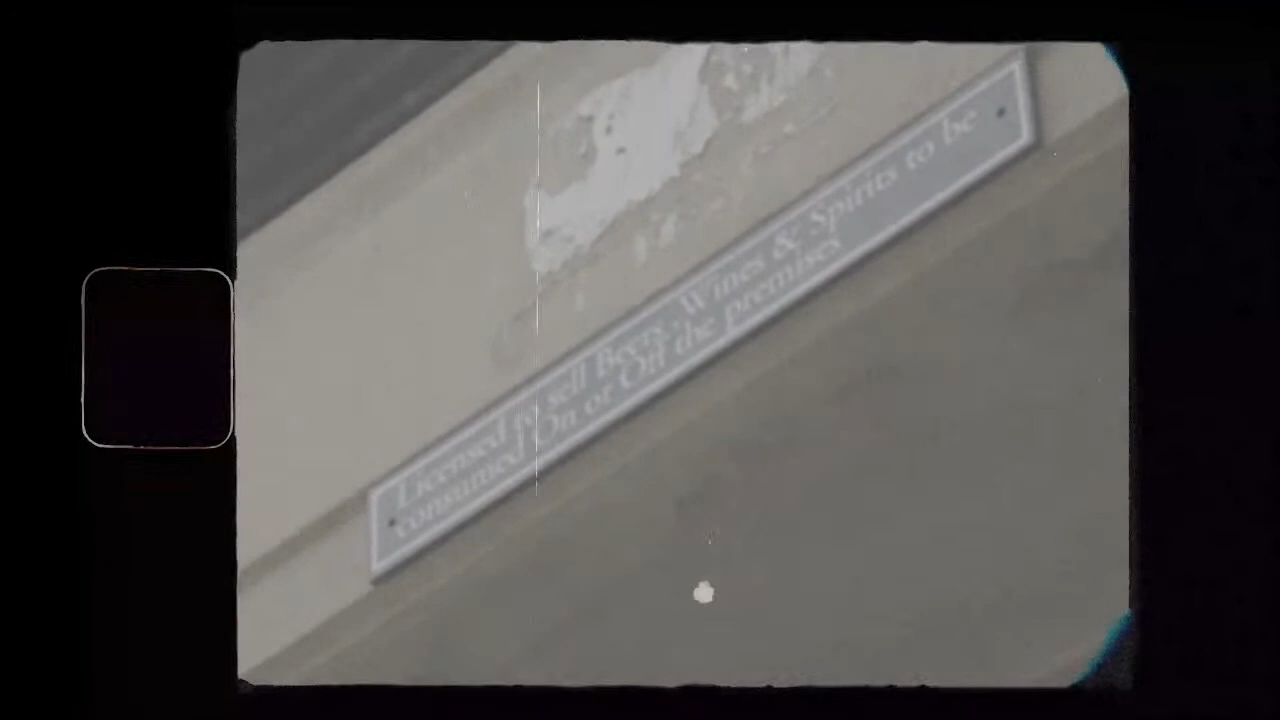 Licensed to sell Beers, Wines & Spirits to be
consumed On or Off the premises